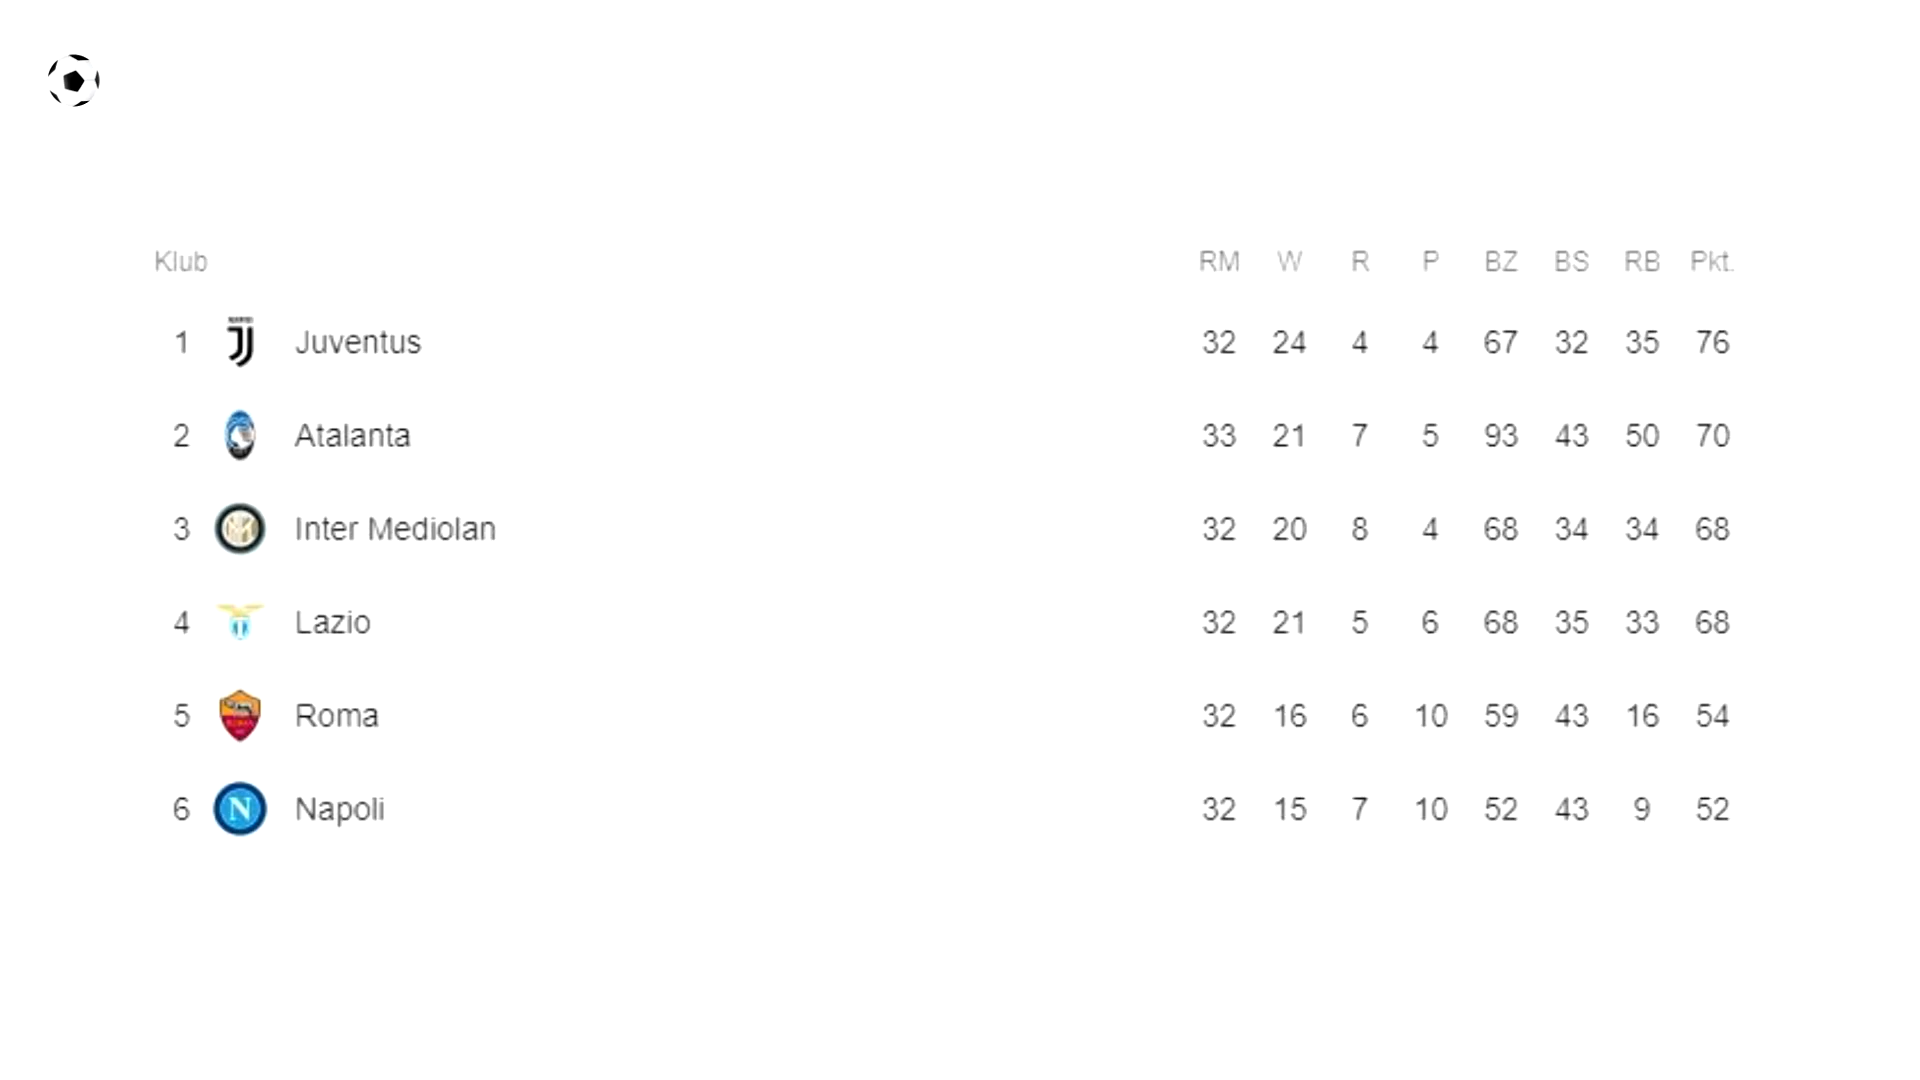 Klub RM W R P BZ BS RB Pkt.
1 Juventus 32 24 4 4 67 32 35 76
2 Atalanta 33 21 7 5 93 43 50 70
3 Inter Mediolan 32 20 8 4 68 34 34 68
4 Lazio 32 21 5 6 68 35 33 68
5 Roma 32 16 6 10 59 43 16 54
6 N Napoli 32 15 7 10 52 43 9 52